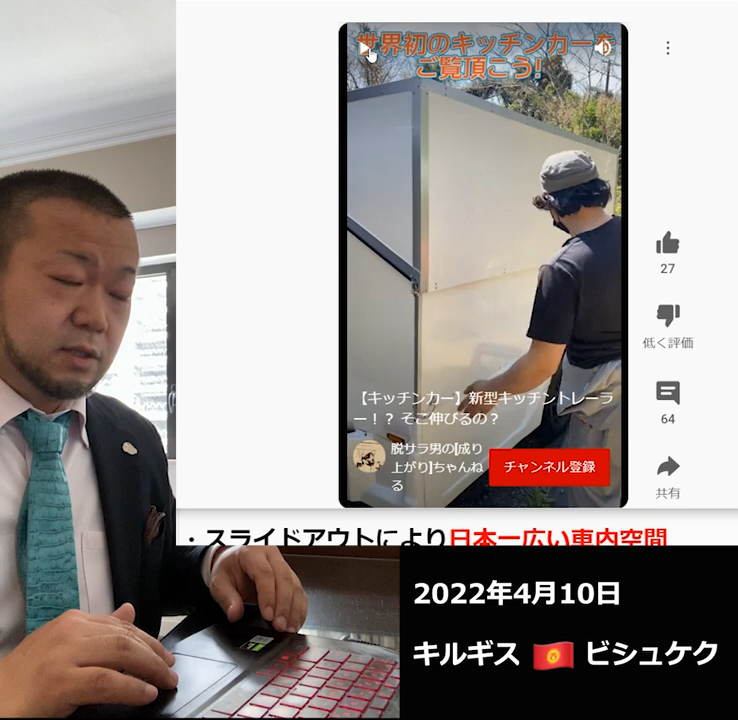 世界初のキッチンカーを
ご覧頂こう!
27
低く評価
【キッチンカー】新型キッチントレーラ
ー！？ そこ伸びるの？
64
脱サラ男の[成り
上がり]ちゃんね
る
チャンネル登録
共有
・スライドアウトにより日本一広い車内空間
2022年4月10日
キルギス 🇰🇬 ビシュケク